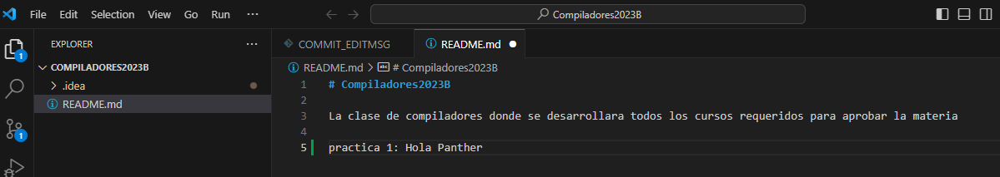 File Edit Selection View Go Run ···
Compiladores2023B
EXPLORER ···
COMPILADORES2023B
.idea
README.md
1
1
COMMIT_EDITMSG
README.md
README.md > # Compiladores2023B
1 # Compiladores2023B
2
3 La clase de compiladores donde se desarrollara todos los cursos requeridos para aprobar la materia
4
5 practica 1: Hola Panther